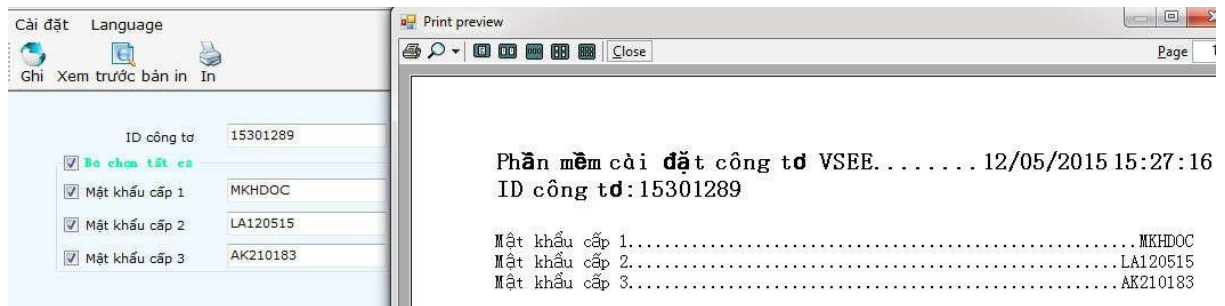 Cài đặt Language
Ghi Xem trước bản in In
ID công tơ 15301289
Bo chọn tất ca
Mật khẩu cấp 1 MKHDOC
Mật khẩu cấp 2 LA120515
Mật khẩu cấp 3 AK210183
Print preview
Close Page 1
Phần mềm cài đặt công tơ VSEE........12/05/2015 15:27:16
ID công tơ:15301289
Mật khẩu cấp 1..........................................................MKHDOC
Mật khẩu cấp 2........................................................LA120515
Mật khẩu cấp 3........................................................AK210183